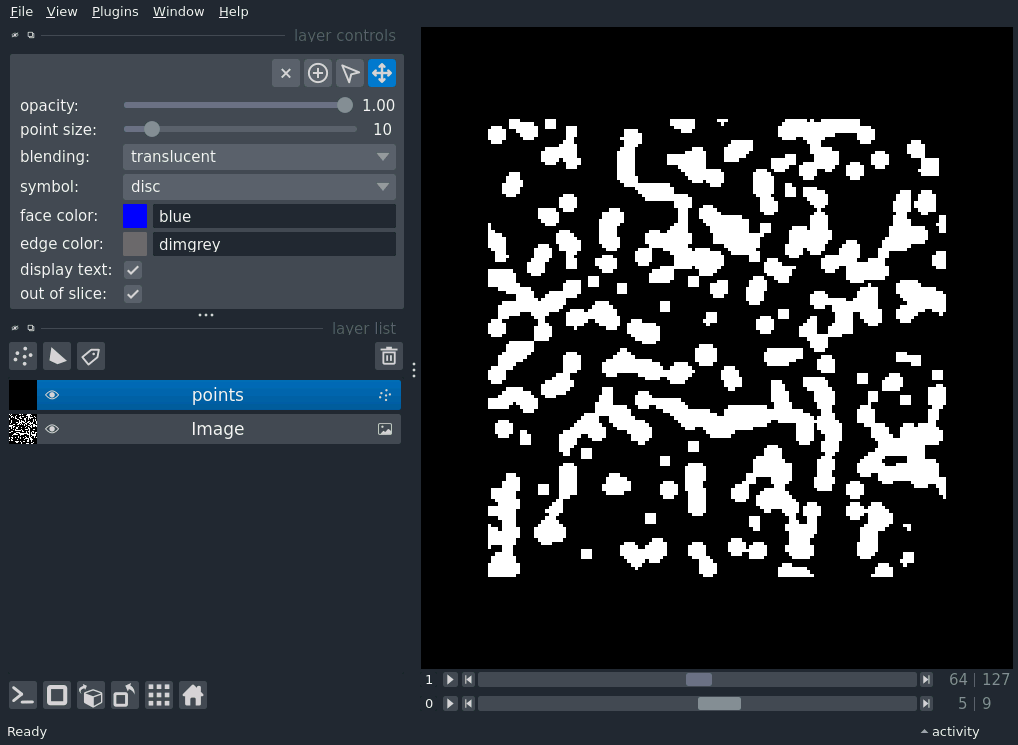 File View Plugins Window Help
layer controls
opacity: 1.00
point size: 10
blending: translucent
symbol: disc
face color: blue
edge color: dimgrey
display text:
out of slice:
layer list
points
Image
1 64 | 127
0 5 | 9
Ready activity